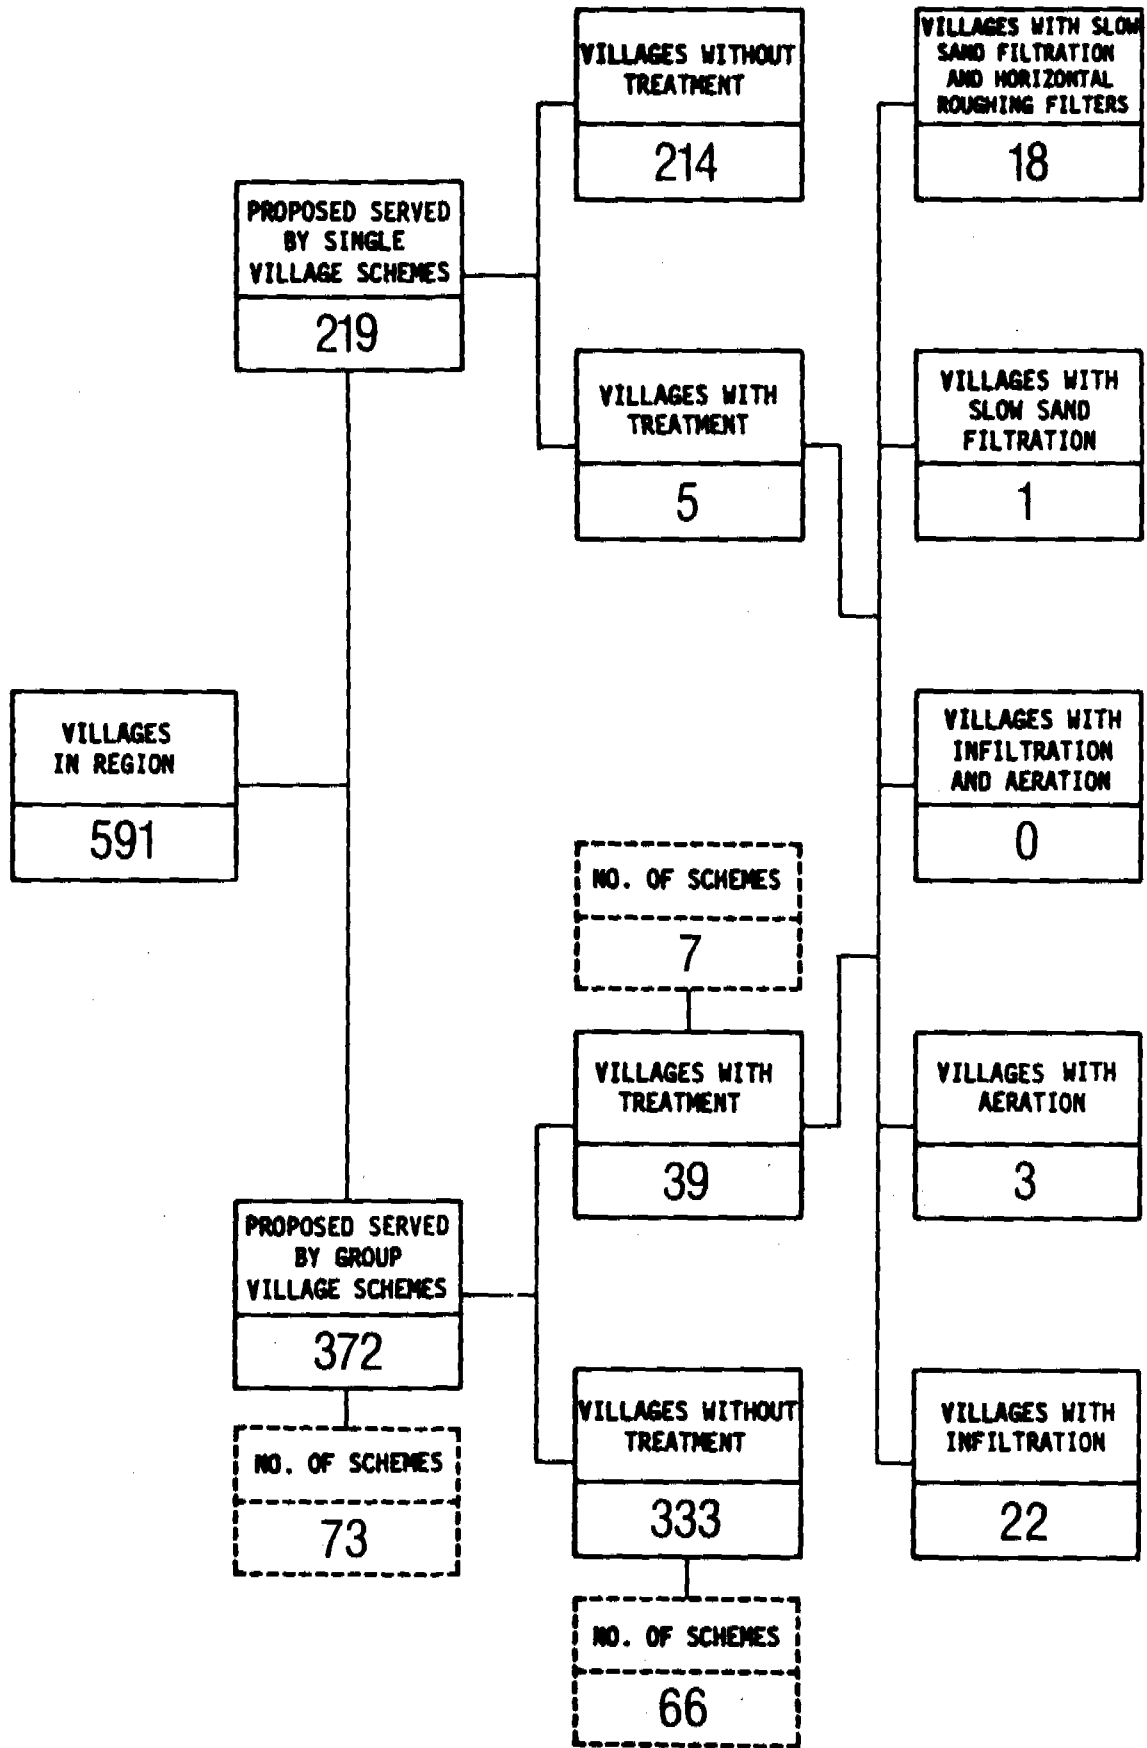 VILLAGES
IN REGION
591
PROPOSED SERVED
BY SINGLE
VILLAGE SCHEMES
219
PROPOSED SERVED
BY GROUP
VILLAGE SCHEMES
372
NO. OF SCHEMES
73
VILLAGES WITHOUT
TREATMENT
214
VILLAGES WITH
TREATMENT
5
NO. OF SCHEMES
7
VILLAGES WITH
TREATMENT
39
VILLAGES WITHOUT
TREATMENT
333
NO. OF SCHEMES
66
VILLAGES WITH SLOW
SAND FILTRATION
AND HORIZONTAL
ROUGHING FILTERS
18
VILLAGES WITH
SLOW SAND
FILTRATION
1
VILLAGES WITH
INFILTRATION
AND AERATION
0
VILLAGES WITH
AERATION
3
VILLAGES WITH
INFILTRATION
22